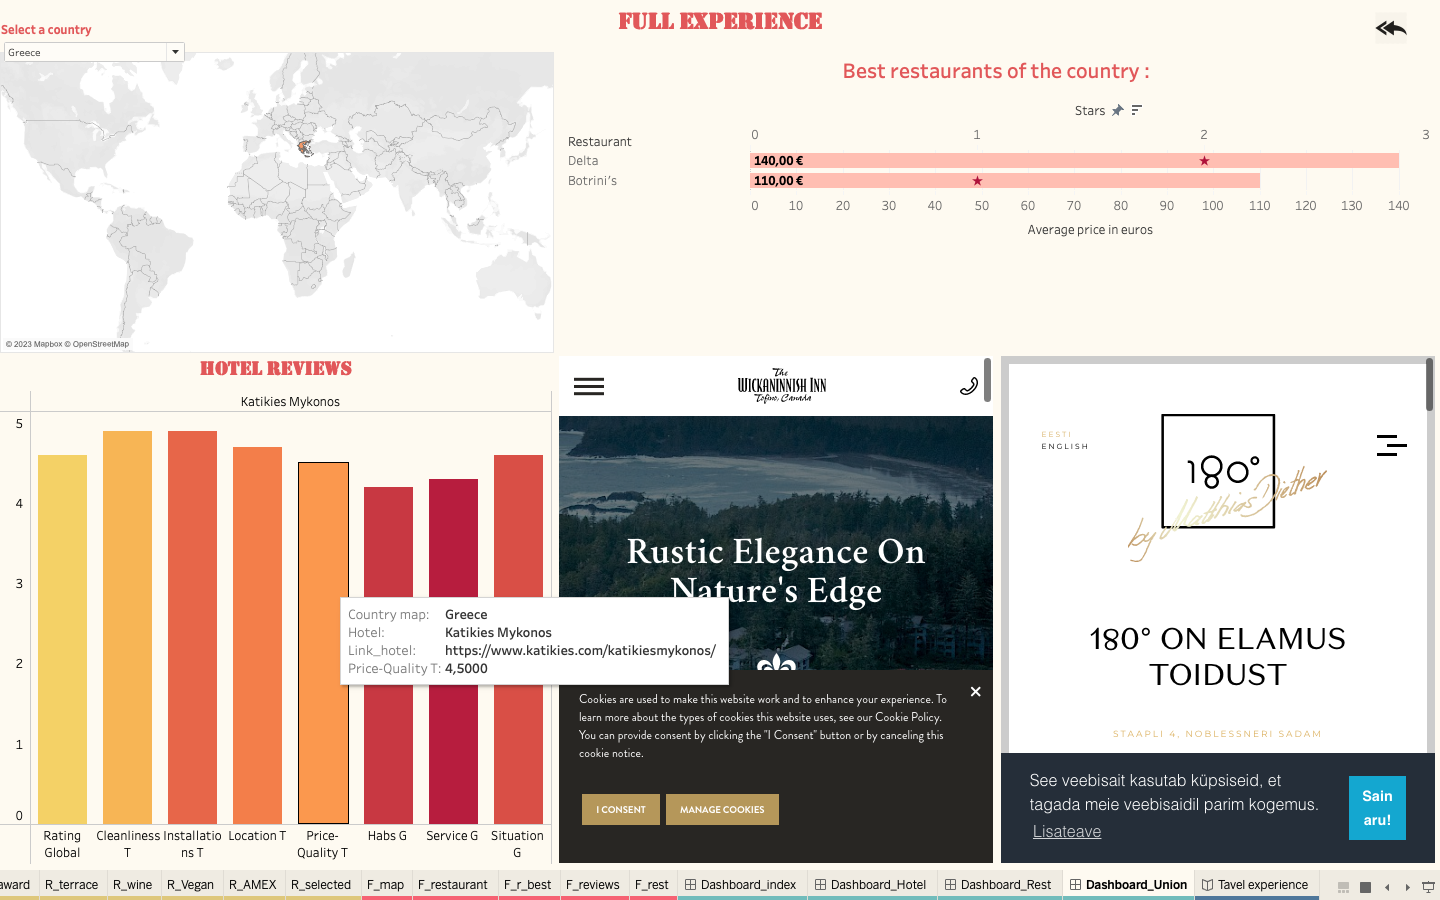 FULL EXPERIENCE
Select a country
Greece
© 2023 Mapbox © OpenStreetMap
Best restaurants of the country :
Stars
0 1 2 3
Restaurant
Delta 140,00 €
Botrini's 110,00 €
0 10 20 30 40 50 60 70 80 90 100 110 120 130 140
Average price in euros
HOTEL REVIEWS
Katikies Mykonos
5
4
3
2
1
0
Rating Global
Cleanliness T
Installatio ns T
Location T
Price- Quality T
Habs G
Service G
Situation G
Country map: Greece
Hotel: Katikies Mykonos
Link_hotel: https://www.katikies.com/katikiesmykonos/
Price-Quality T: 4,5000
The
WICKANINNISH INN
Tofino, Canada
Rustic Elegance On
Nature's Edge
Cookies are used to make this website work and to enhance your experience. To
learn more about the types of cookies this website uses, see our Cookie Policy.
You can provide consent by clicking the "I Consent" button or by canceling this
cookie notice.
I CONSENT
MANAGE COOKIES
EESTI
ENGLISH
180°
by Matthias Diether
180° ON ELAMUS
TOIDUST
STAAPLI 4, NOBLESSNERI SADAM
See veebisait kasutab küpsiseid, et
tagada meie veebisaidil parim kogemus.
Lisateave
Sain
aru!
award R_terrace R_wine R_Vegan R_AMEX R_selected F_map F_restaurant F_r_best F_reviews F_rest Dashboard_index Dashboard_Hotel Dashboard_Rest Dashboard_Union Tavel experience